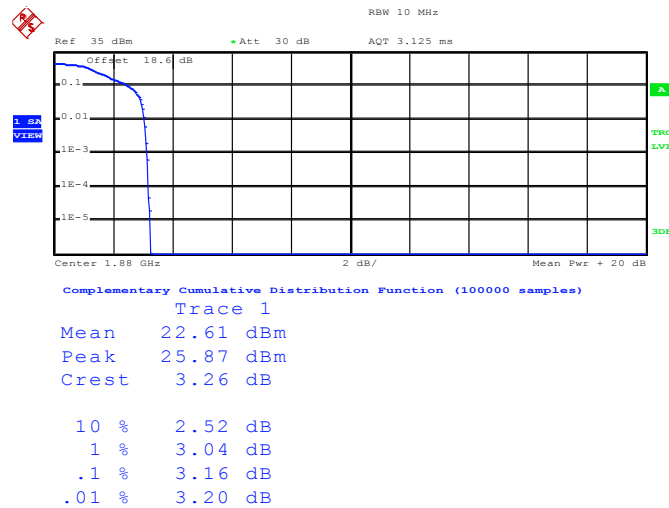 R S
RBW 10 MHz
Ref 35 dBm * Att 30 dB AQT 3.125 ms
Offset 18.6 dB
0.1
A
0.01
1 SA
VIEW
TRG
LVL
1E-3
1E-4
1E-5
3DB
Center 1.88 GHz 2 dB/ Mean Pwr + 20 dB
Complementary Cumulative Distribution Function (100000 samples)
Trace 1
Mean 22.61 dBm
Peak 25.87 dBm
Crest 3.26 dB
10 % 2.52 dB
1 % 3.04 dB
.1 % 3.16 dB
.01 % 3.20 dB